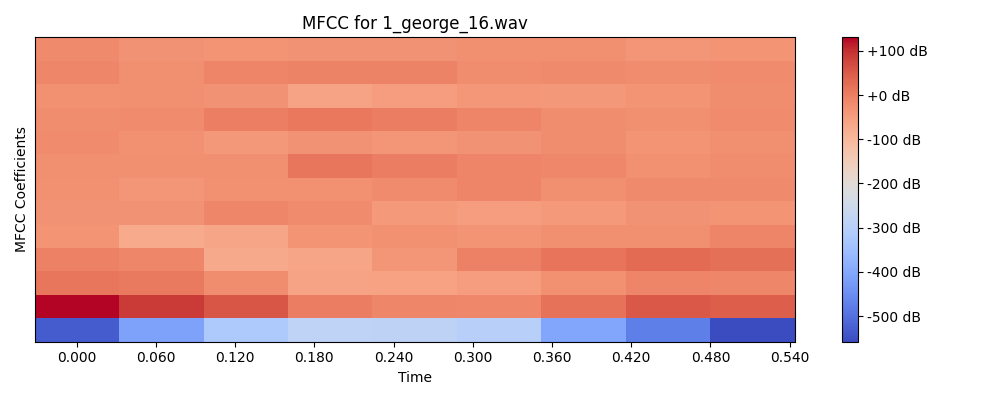 MFCC for 1_george_16.wav
MFCC Coefficients
0.000 0.060 0.120 0.180 0.240 0.300 0.360 0.420 0.480 0.540
Time
+100 dB
+0 dB
-100 dB
-200 dB
-300 dB
-400 dB
-500 dB